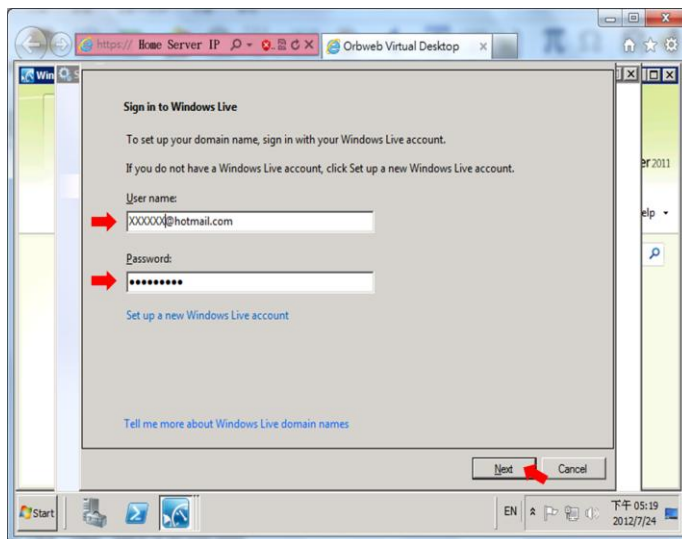 https:// Home Server IP
Orbweb Virtual Desktop
Win
Sign in to Windows Live
To set up your domain name, sign in with your Windows Live account.
If you do not have a Windows Live account, click Set up a new Windows Live account.
er 2011
User name:
elp
XXXXXX@hotmail.com
Password:
●●●●●●●●●
Set up a new Windows Live account
Tell me more about Windows Live domain names
Next
Cancel
Start
EN
下午 05:19
2012/7/24